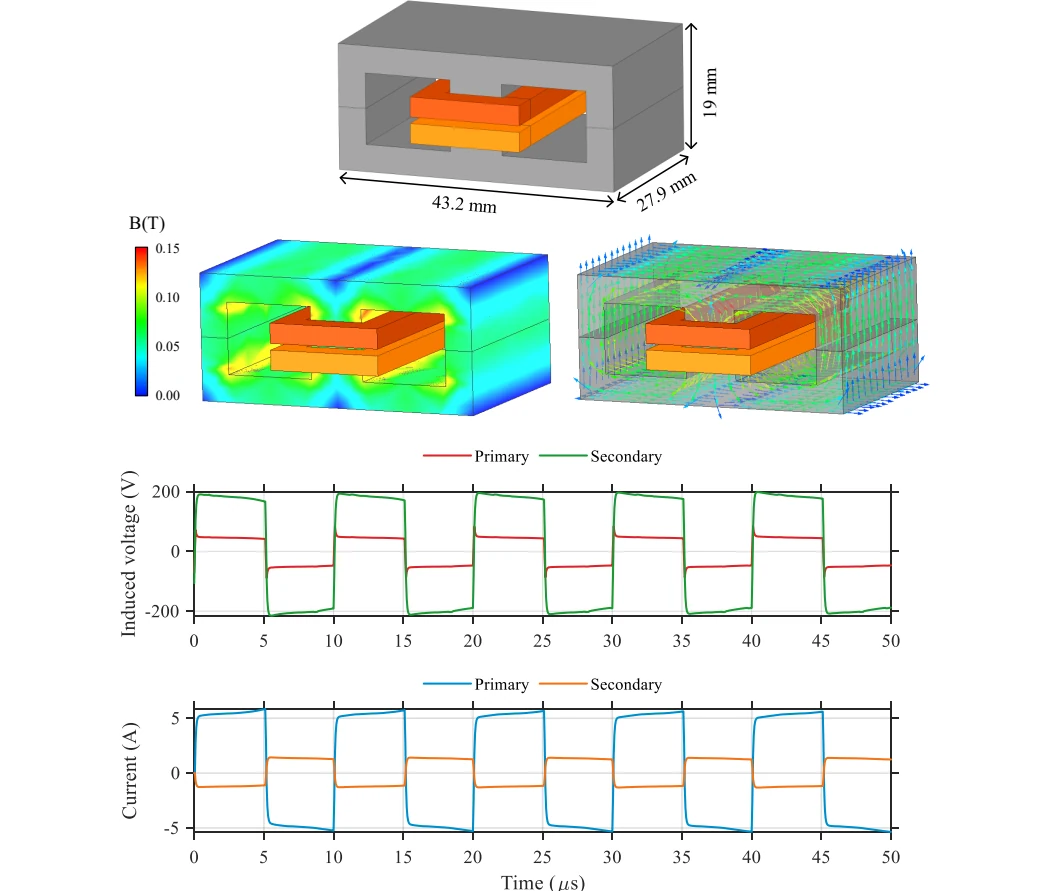 19 mm
27.9 mm
43.2 mm
B(T)
0.15
0.10
0.05
0.00
Primary Secondary
Induced voltage (V)
200
0
-200
0 5 10 15 20 25 30 35 40 45 50
Primary Secondary
Current (A)
5
0
-5
0 5 10 15 20 25 30 35 40 45 50
Time (μs)